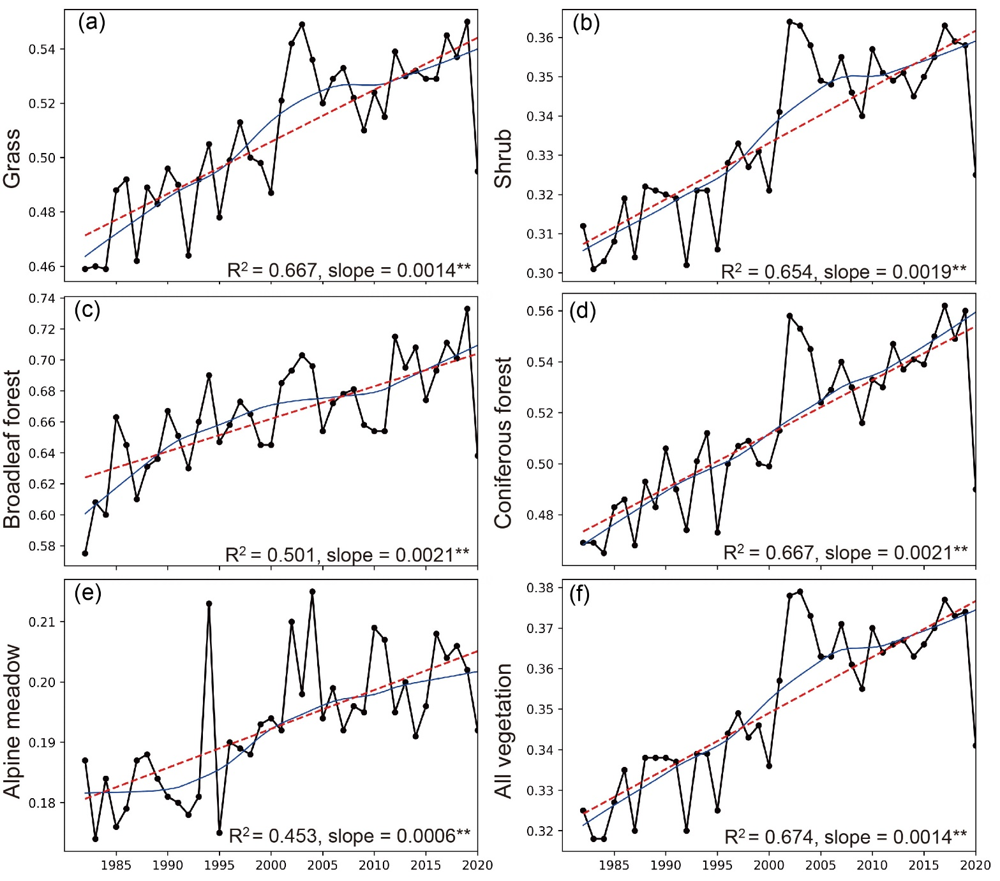 (a)
Grass
0.54
0.52
0.50
0.48
0.46
R² = 0.667, slope = 0.0014**
(b)
Shrub
0.36
0.35
0.34
0.33
0.32
0.31
0.30
R² = 0.654, slope = 0.0019**
(c)
Broadleaf forest
0.74
0.72
0.70
0.68
0.66
0.64
0.62
0.60
0.58
R² = 0.501, slope = 0.0021**
(d)
Coniferous forest
0.56
0.54
0.52
0.50
0.48
R² = 0.667, slope = 0.0021**
(e)
Alpine meadow
0.21
0.20
0.19
0.18
R² = 0.453, slope = 0.0006**
1985 1990 1995 2000 2005 2010 2015 2020
(f)
All vegetation
0.38
0.37
0.36
0.35
0.34
0.33
0.32
R² = 0.674, slope = 0.0014**
1985 1990 1995 2000 2005 2010 2015 2020